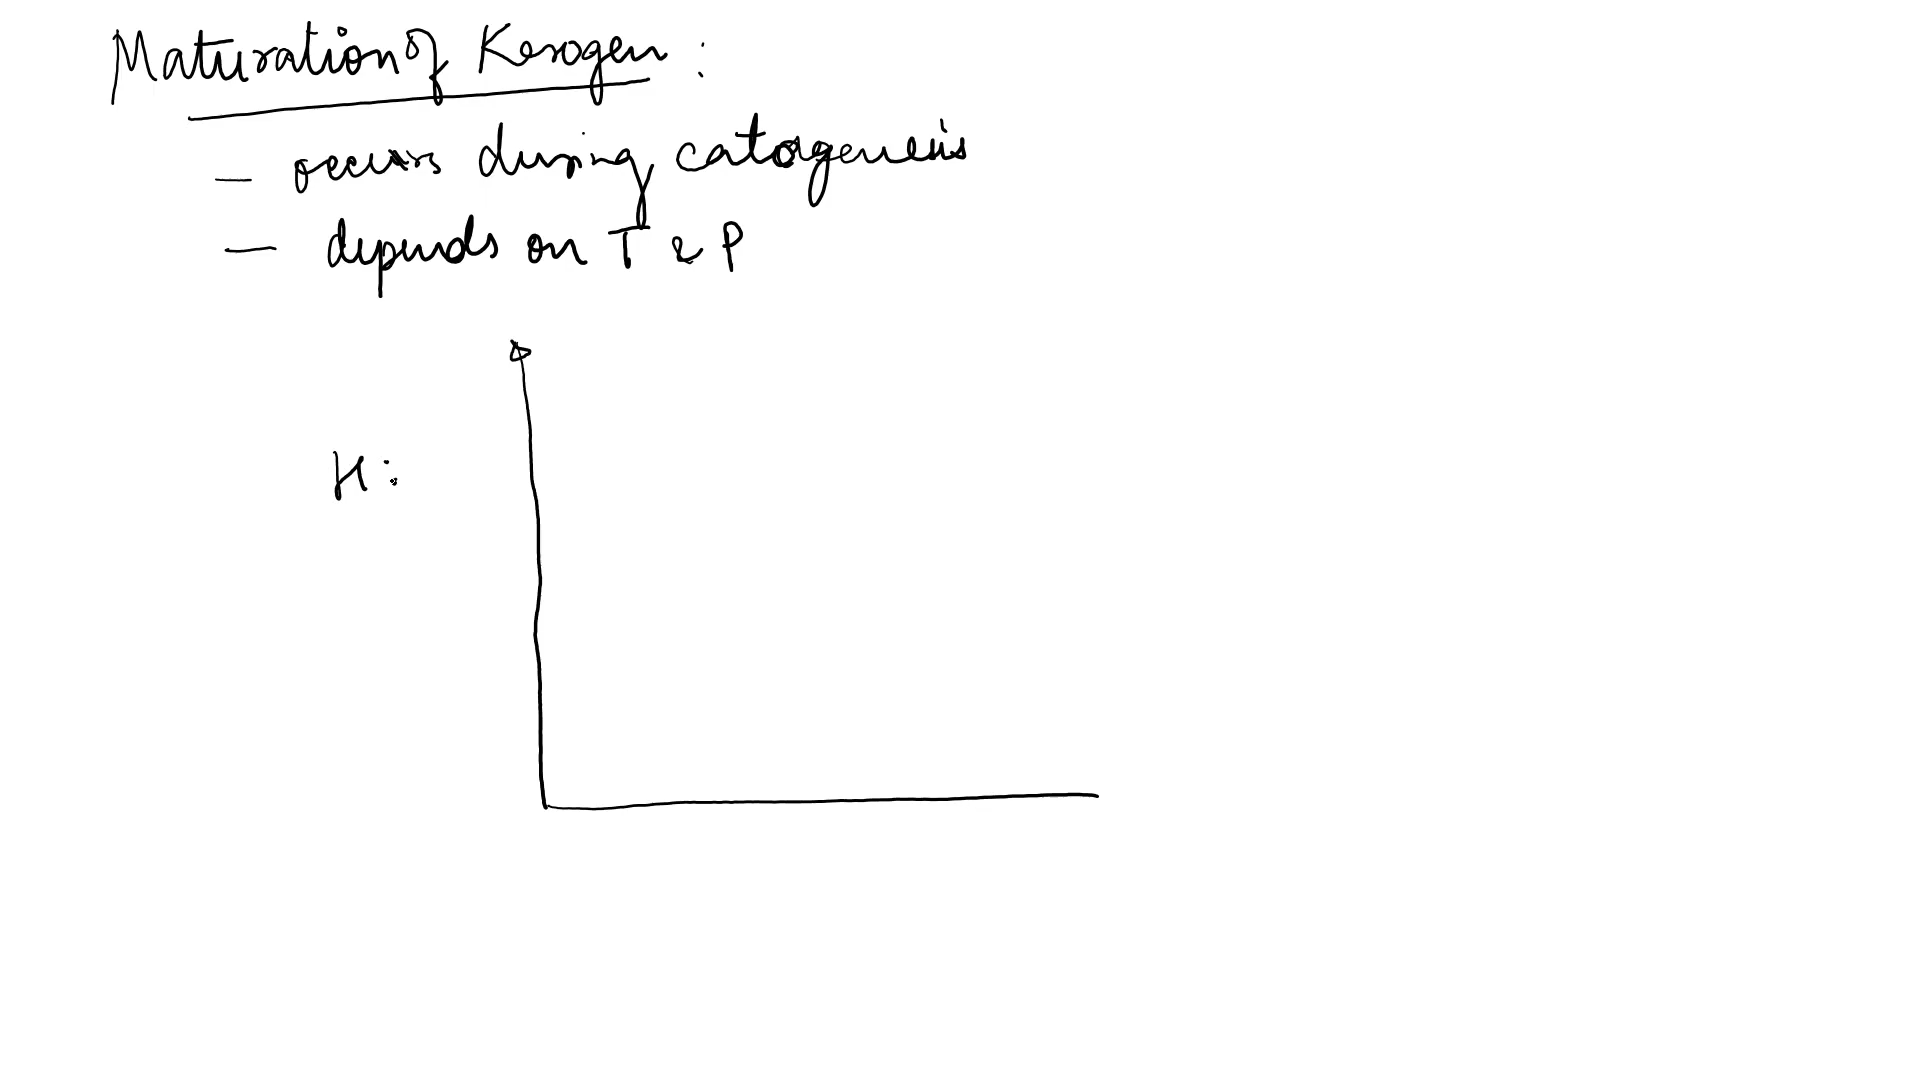 Maturation of Kerogen :
- occurs during catagenesis
- depends on T & P
H :